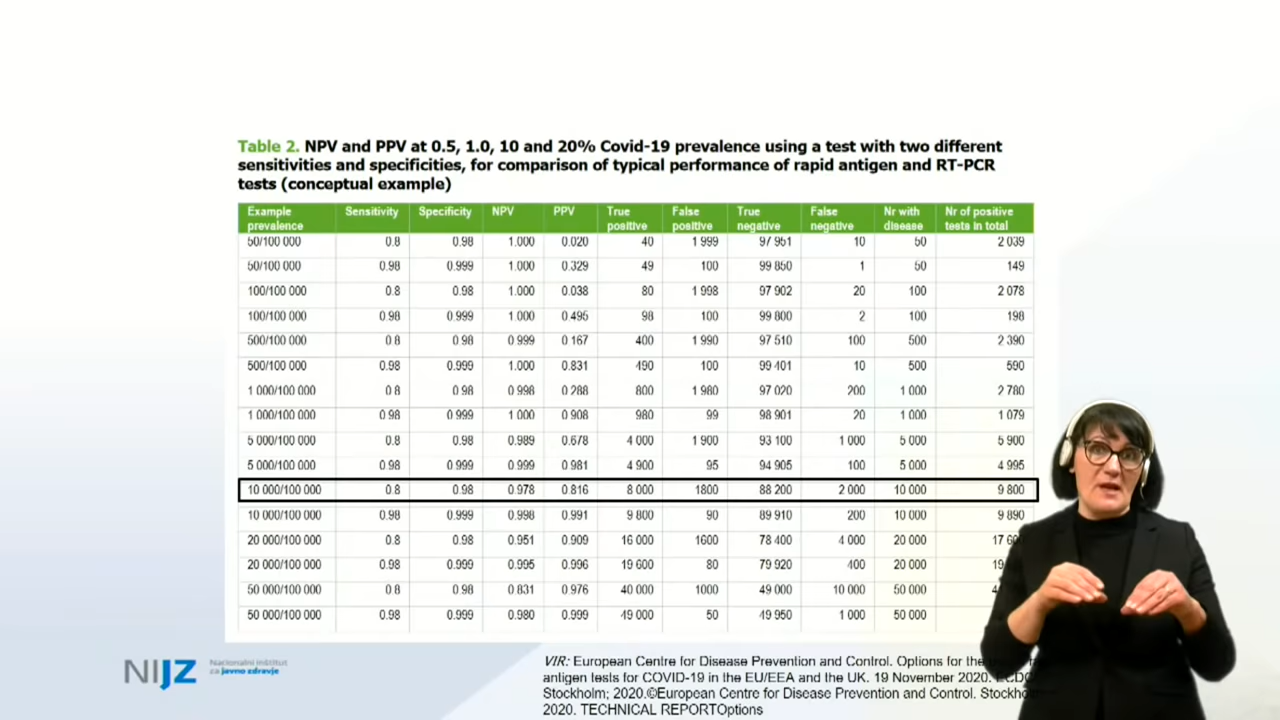 Table 2. NPV and PPV at 0.5, 1.0, 10 and 20% Covid-19 prevalence using a test with two different
sensitivities and specificities, for comparison of typical performance of rapid antigen and RT-PCR
tests (conceptual example)
Example prevalence Sensitivity Specificity NPV PPV True positive False positive True negative False negative Nr with disease Nr of positive tests in total
50/100 000 0.8 0.98 1.000 0.020 40 1 999 97 951 10 50 2 039
50/100 000 0.98 0.999 1.000 0.329 49 100 99 850 1 50 149
100/100 000 0.8 0.98 1.000 0.038 80 1 998 97 902 20 100 2 078
100/100 000 0.98 0.999 1.000 0.495 98 100 99 800 2 100 198
500/100 000 0.8 0.98 0.999 0.167 400 1 990 97 510 100 500 2 390
500/100 000 0.98 0.999 1.000 0.831 490 100 99 401 10 500 590
1 000/100 000 0.8 0.98 0.998 0.288 800 1 980 97 020 200 1 000 2 780
1 000/100 000 0.98 0.999 1.000 0.908 980 99 98 901 20 1 000 1 079
5 000/100 000 0.8 0.98 0.989 0.678 4 000 1 900 93 100 1 000 5 000 5 900
5 000/100 000 0.98 0.999 0.999 0.981 4 900 95 94 905 100 5 000 4 995
10 000/100 000 0.8 0.98 0.978 0.816 8 000 1800 88 200 2 000 10 000 9 800
10 000/100 000 0.98 0.999 0.998 0.991 9 800 90 89 910 200 10 000 9 890
20 000/100 000 0.8 0.98 0.951 0.909 16 000 1600 78 400 4 000 20 000
20 000/100 000 0.98 0.999 0.995 0.996 19 600 80 79 920 400 20 000
50 000/100 000 0.8 0.98 0.831 0.976 40 000 1000 49 000 10 000 50 000
50 000/100 000 0.98 0.999 0.980 0.999 49 000 50 49 950 1 000 50 000
NIJZ Nacionalni inštitut
za javno zdravje
VIR: European Centre for Disease Prevention and Control. Options for the
antigen tests for COVID-19 in the EU/EEA and the UK. 19 November 2020.
Stockholm; 2020.©European Centre for Disease Prevention and Control.
2020. TECHNICAL REPORTOptions